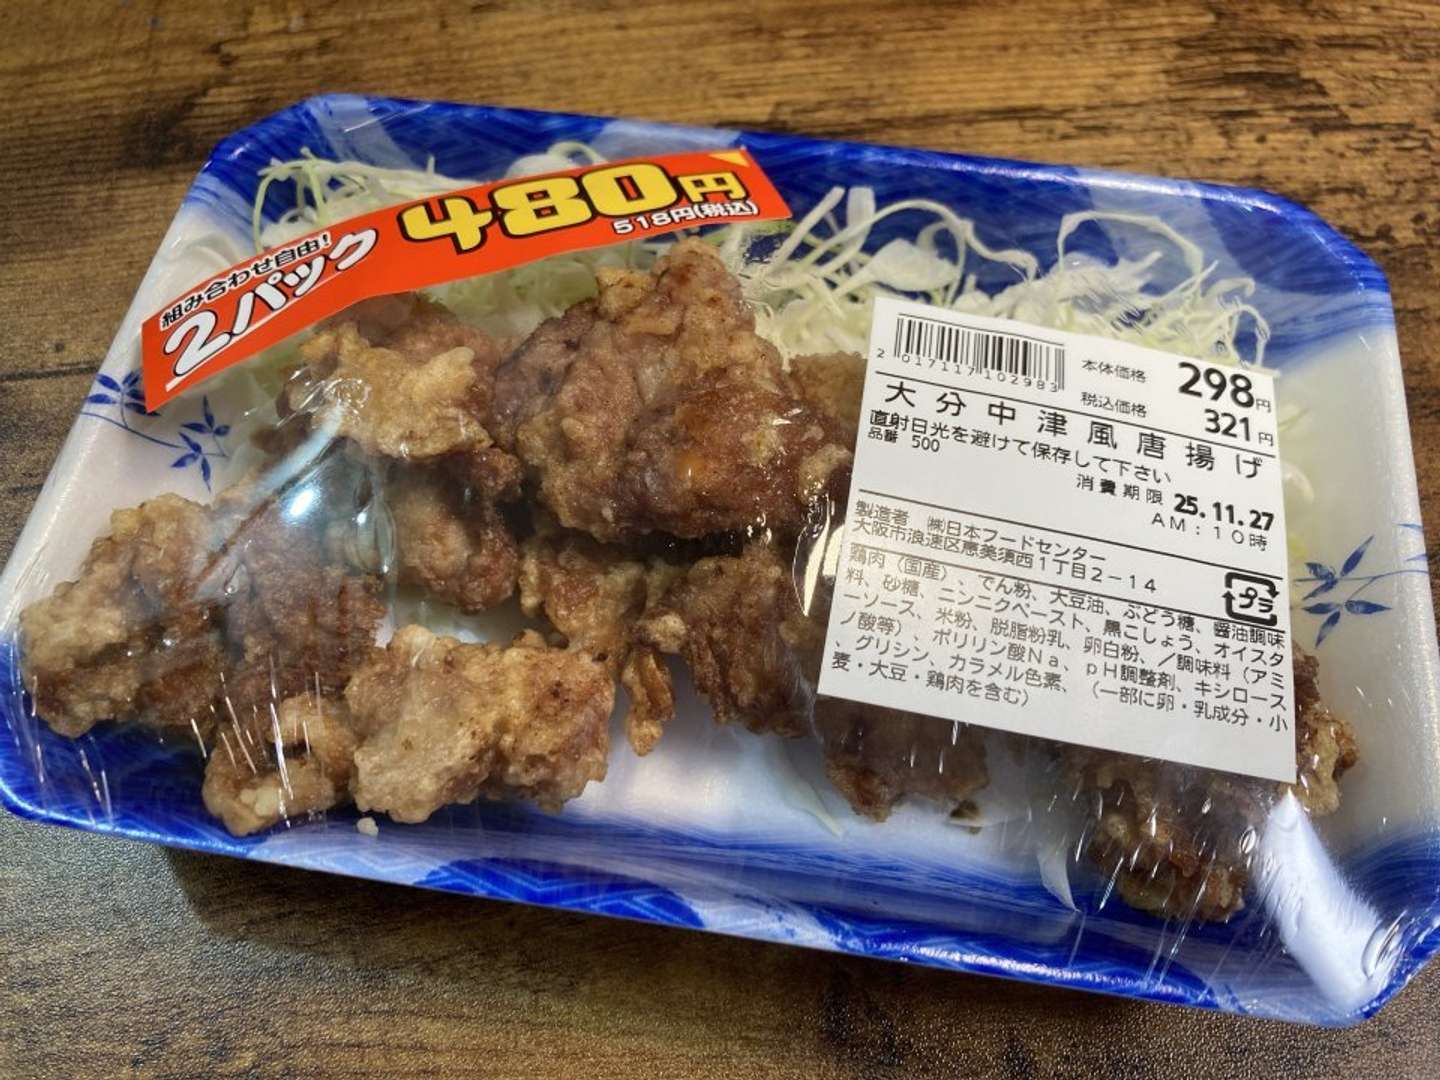 組み合わせ自由!
2パック
480円
518円(税込)
2 017117 102983
本体価格 298円
税込価格 321円
大分中津風唐揚げ
直射日光を避けて保存して下さい
品番 500
消費期限 25.11.27
AM:10時
製造者 ㈱日本フードセンター
大阪市浪速区恵美須西1丁目2-14
プラ
鶏肉(国産)、でん粉、大豆油、ぶどう糖、醤油調味
料、砂糖、ニンニクペースト、黒こしょう、オイスタ
ーソース、米粉、脱脂粉乳、卵白粉、/調味料(アミ
ノ酸等)、ポリリン酸Na、pH調整剤、キシロース
、グリシン、カラメル色素、(一部に卵・乳成分・小
麦・大豆・鶏肉を含む)